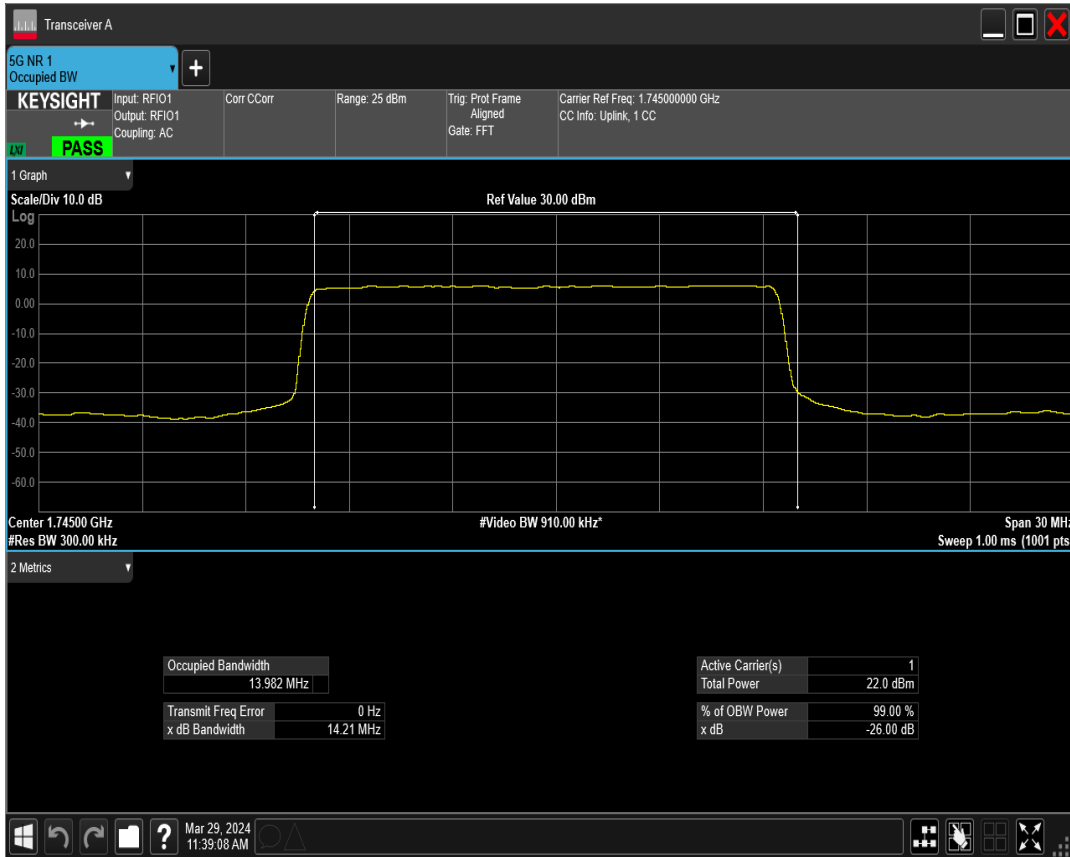 Transceiver A
5G NR 1
Occupied BW
KEYSIGHT
LXI
PASS
Input: RFIO1
Output: RFIO1
Coupling: AC
Corr CCorr
Range: 25 dBm
Trig: Prot Frame
Aligned
Gate: FFT
Carrier Ref Freq: 1.745000000 GHz
CC Info: Uplink, 1 CC
1 Graph
Scale/Div 10.0 dB
Ref Value 30.00 dBm
Log
20.0
10.0
0.00
-10.0
-20.0
-30.0
-40.0
-50.0
-60.0
Center 1.74500 GHz
#Video BW 910.00 kHz*
Span 30 MHz
#Res BW 300.00 kHz
Sweep 1.00 ms (1001 pts
2 Metrics
Occupied Bandwidth
13.982 MHz
Transmit Freq Error 0 Hz
x dB Bandwidth 14.21 MHz
Active Carrier(s) 1
Total Power 22.0 dBm
% of OBW Power 99.00 %
x dB -26.00 dB
?
Mar 29, 2024
11:39:08 AM